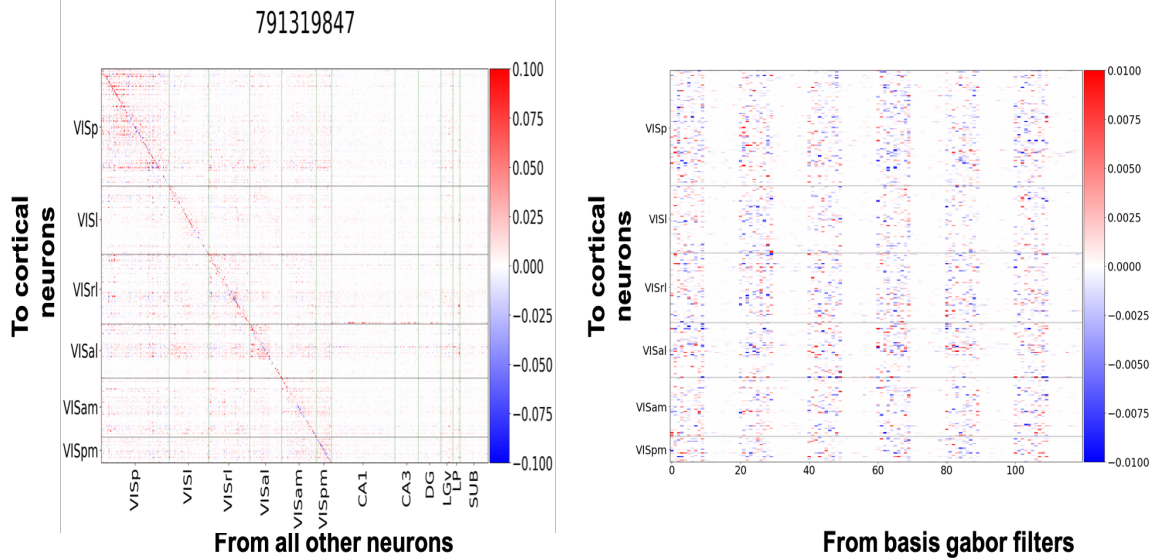 791319847
To cortical
neurons
VISp
VISl
VISrl
VISal
VISam
VISpm
0.100
0.075
0.050
0.025
0.000
−0.025
−0.050
−0.075
−0.100
VISp
VISl
VISrl
VISal
VISam
VISpm
CA1
CA3
DG
LGv
LP
SUB
From all other neurons
To cortical
neurons
VISp
VISl
VISrl
VISal
VISam
VISpm
0.0100
0.0075
0.0050
0.0025
0.0000
−0.0025
−0.0050
−0.0075
−0.0100
0 20 40 60 80 100
From basis gabor filters